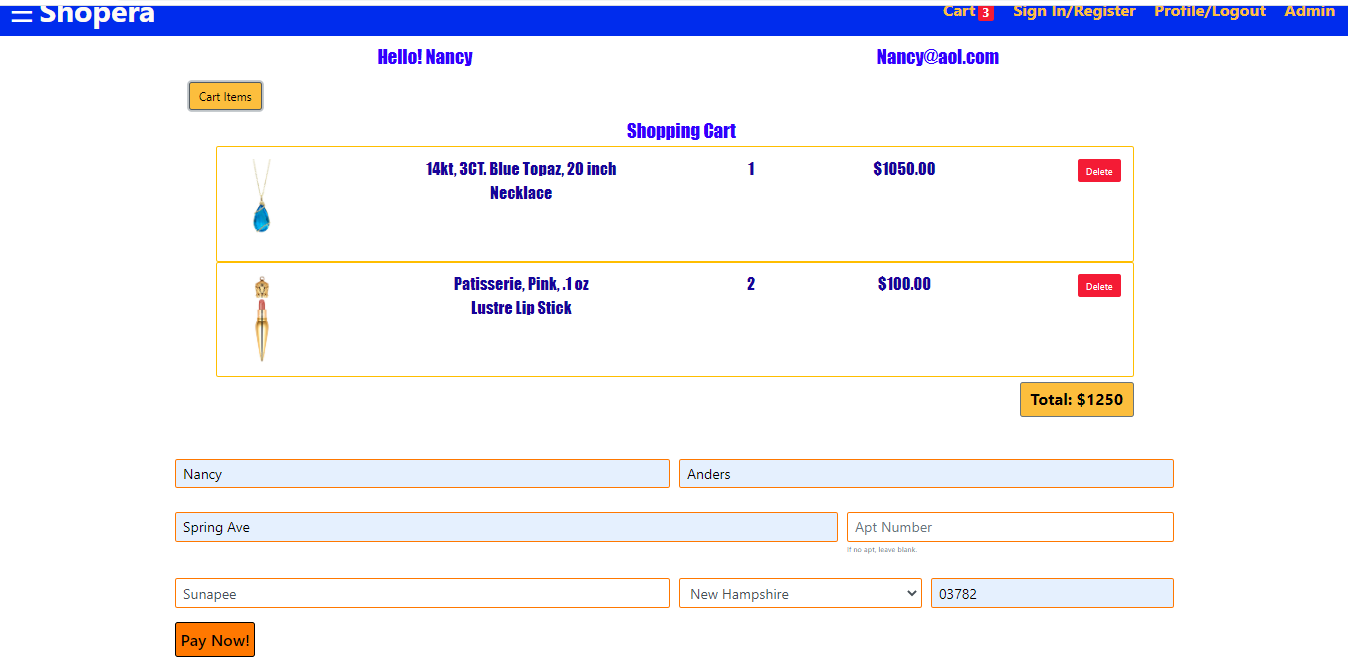 Shopera Cart 3 Sign In/Register Profile/Logout Admin
Hello! Nancy Nancy@aol.com
Cart Items
Shopping Cart
14kt, 3CT. Blue Topaz, 20 inch 1 $1050.00 Delete
Necklace
Patisserie, Pink, .1 oz 2 $100.00 Delete
Lustre Lip Stick
Total: $1250
Nancy Anders
Spring Ave Apt Number
If no apt, leave blank.
Sunapee New Hampshire 03782
Pay Now!